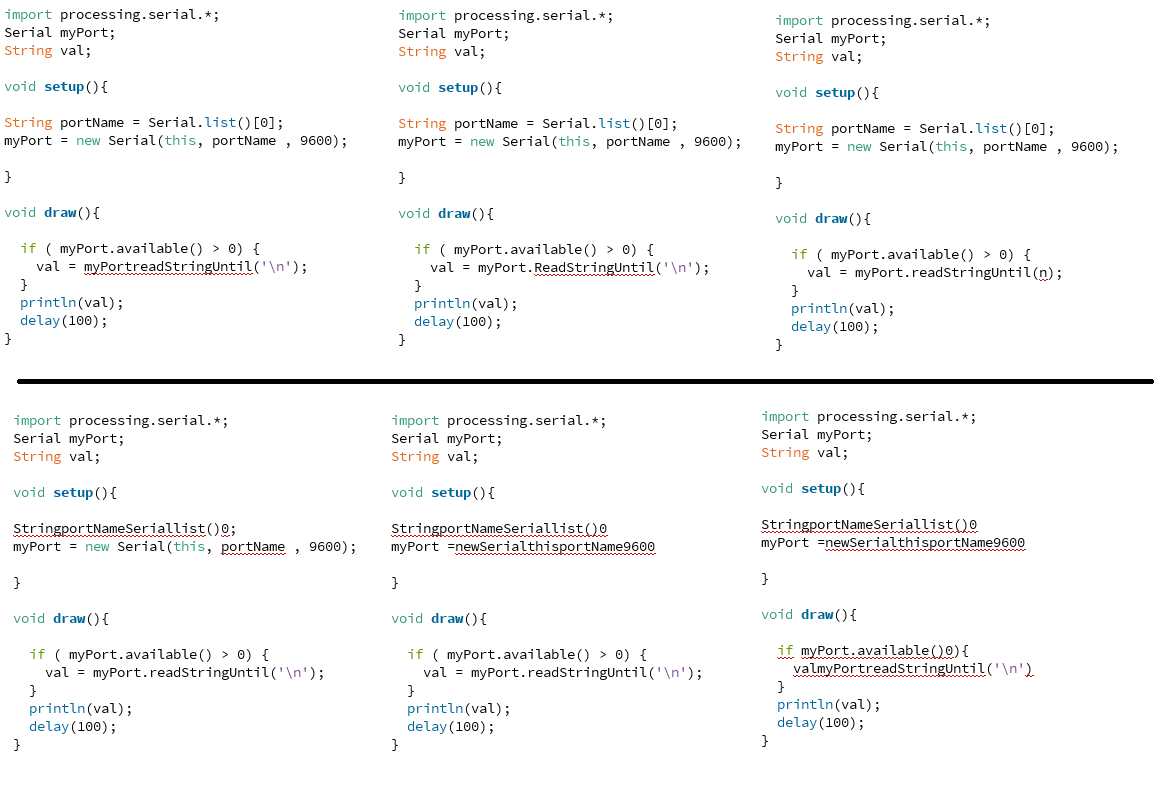 import processing.serial.*;
Serial myPort;
String val;
void setup(){
String portName = Serial.list()[0];
myPort = new Serial(this, portName , 9600);
}
void draw(){
if ( myPort.available() > 0) {
val = myPortreadStringUntil('\n');
}
println(val);
delay(100);
}
import processing.serial.*;
Serial myPort;
String val;
void setup(){
String portName = Serial.list()[0];
myPort = new Serial(this, portName , 9600);
}
void draw(){
if ( myPort.available() > 0) {
val = myPort.ReadStringUntil('\n');
}
println(val);
delay(100);
}
import processing.serial.*;
Serial myPort;
String val;
void setup(){
String portName = Serial.list()[0];
myPort = new Serial(this, portName , 9600);
}
void draw(){
if ( myPort.available() > 0) {
val = myPort.readStringUntil(n);
}
println(val);
delay(100);
}
import processing.serial.*;
Serial myPort;
String val;
void setup(){
StringportNameSeriallist()0;
myPort = new Serial(this, portName , 9600);
}
void draw(){
if ( myPort.available() > 0) {
val = myPort.readStringUntil('\n');
}
println(val);
delay(100);
}
import processing.serial.*;
Serial myPort;
String val;
void setup(){
StringportNameSeriallist()0
myPort =newSerialthisportName9600
}
void draw(){
if ( myPort.available() > 0) {
val = myPort.readStringUntil('\n');
}
println(val);
delay(100);
}
import processing.serial.*;
Serial myPort;
String val;
void setup(){
StringportNameSeriallist()0
myPort =newSerialthisportName9600
}
void draw(){
if myPort.available()0){
valmyPortreadStringUntil('\n')
}
println(val);
delay(100);
}